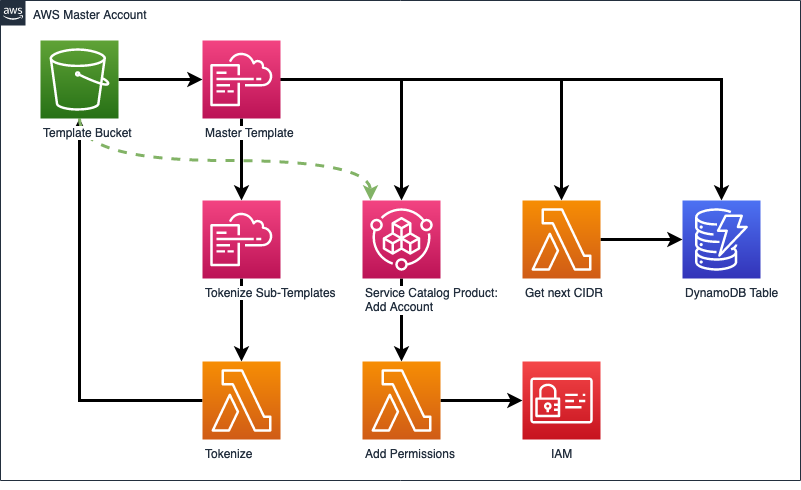 aws
AWS Master Account
Template Bucket
Master Template
Tokenize Sub-Templates
Service Catalog Product:
Add Account
Get next CIDR
DynamoDB Table
Tokenize
Add Permissions
IAM